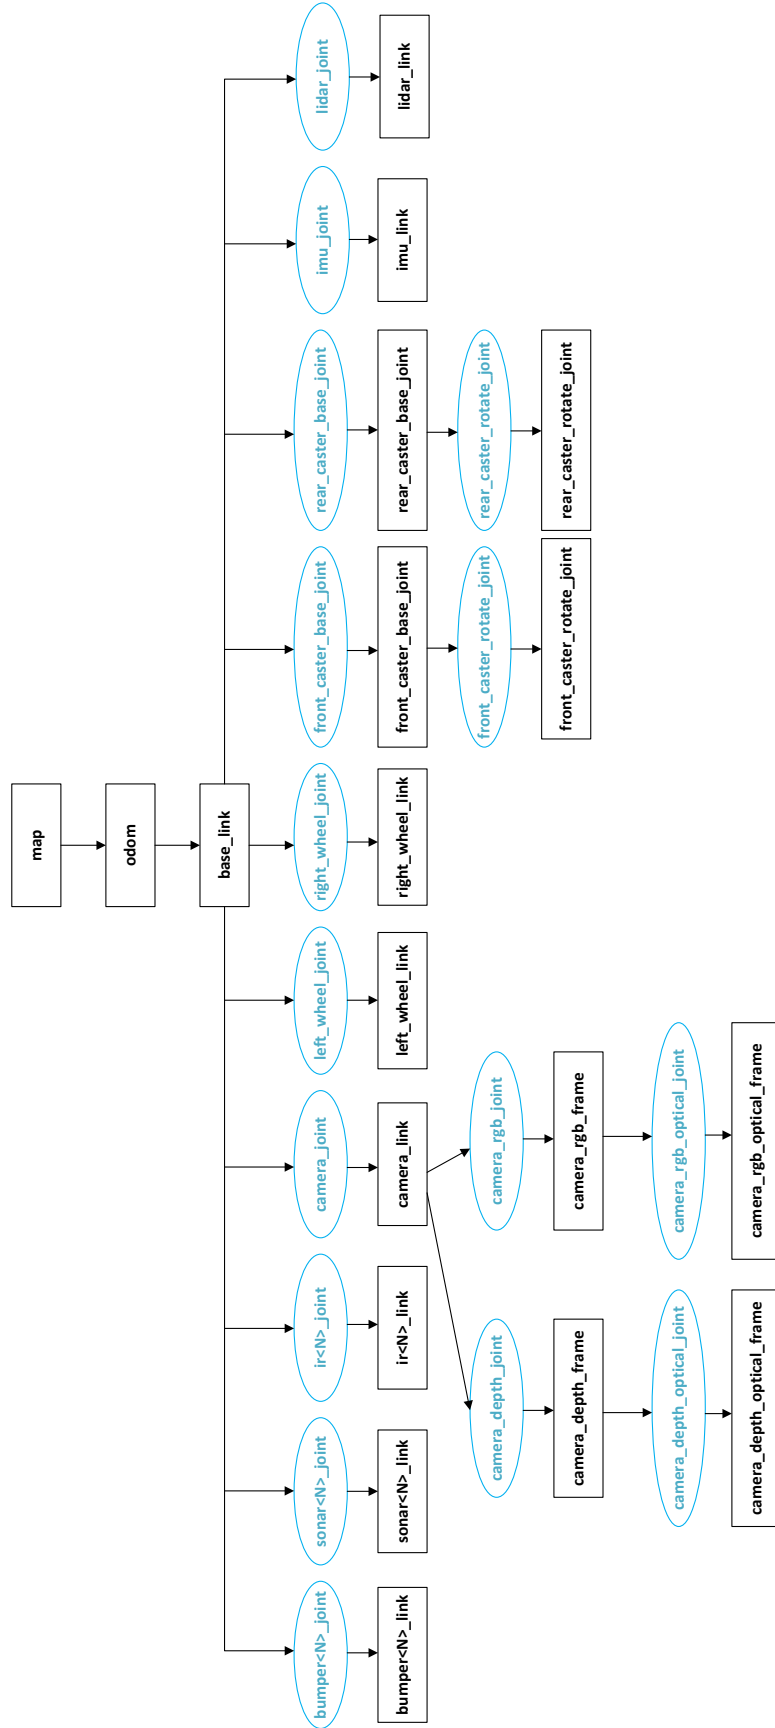 map
odom
base_link
bumper<N>_joint
sonar<N>_joint
ir<N>_joint
camera_joint
left_wheel_joint
right_wheel_joint
front_caster_base_joint
rear_caster_base_joint
imu_joint
lidar_joint
bumper<N>_link
sonar<N>_link
ir<N>_link
camera_link
left_wheel_link
right_wheel_link
front_caster_base_joint
rear_caster_base_joint
imu_link
lidar_link
camera_depth_joint
camera_rgb_joint
front_caster_rotate_joint
rear_caster_rotate_joint
camera_depth_frame
camera_rgb_frame
front_caster_rotate_joint
rear_caster_rotate_joint
camera_depth_optical_joint
camera_rgb_optical_joint
camera_depth_optical_frame
camera_rgb_optical_frame